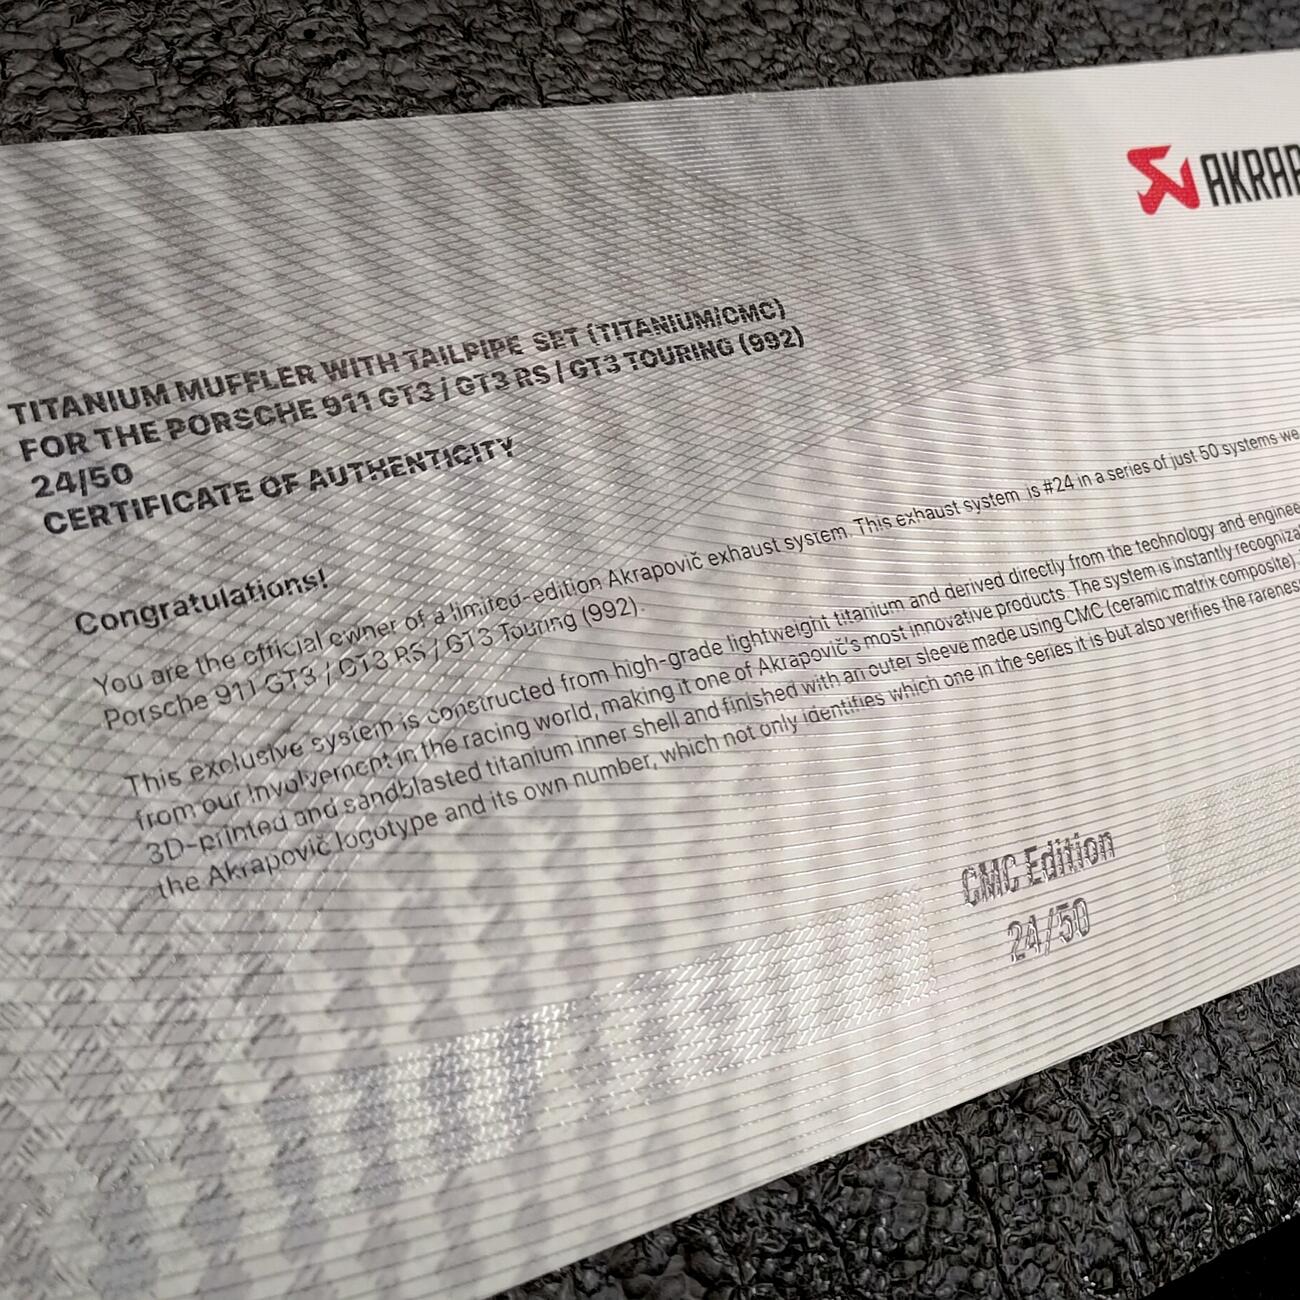 AKRAP
TITANIUM MUFFLER WITH TAILPIPE SET (TITANIUM/CMC)
FOR THE PORSCHE 911 GT3 / GT3 RS / GT3 TOURING (992)
24/50
CERTIFICATE OF AUTHENTICITY
Congratulations!
You are the official owner of a limited-edition Akrapovič exhaust system. This exhaust system is #24 in a series of just 50 systems we
Porsche 911 GT3 / GT3 RS / GT3 Touring (992).
This exclusive system is constructed from high-grade lightweight titanium and derived directly from the technology and enginee
from our involvement in the racing world, making it one of Akrapovič's most innovative products. The system is instantly recogniza
3D-printed and sandblasted titanium inner shell and finished with an outer sleeve made using CMC (ceramic matrix composite).
the Akrapovič logotype and its own number, which not only identifies which one in the series it is but also verifies the rarenes
CMC Edition
24/50